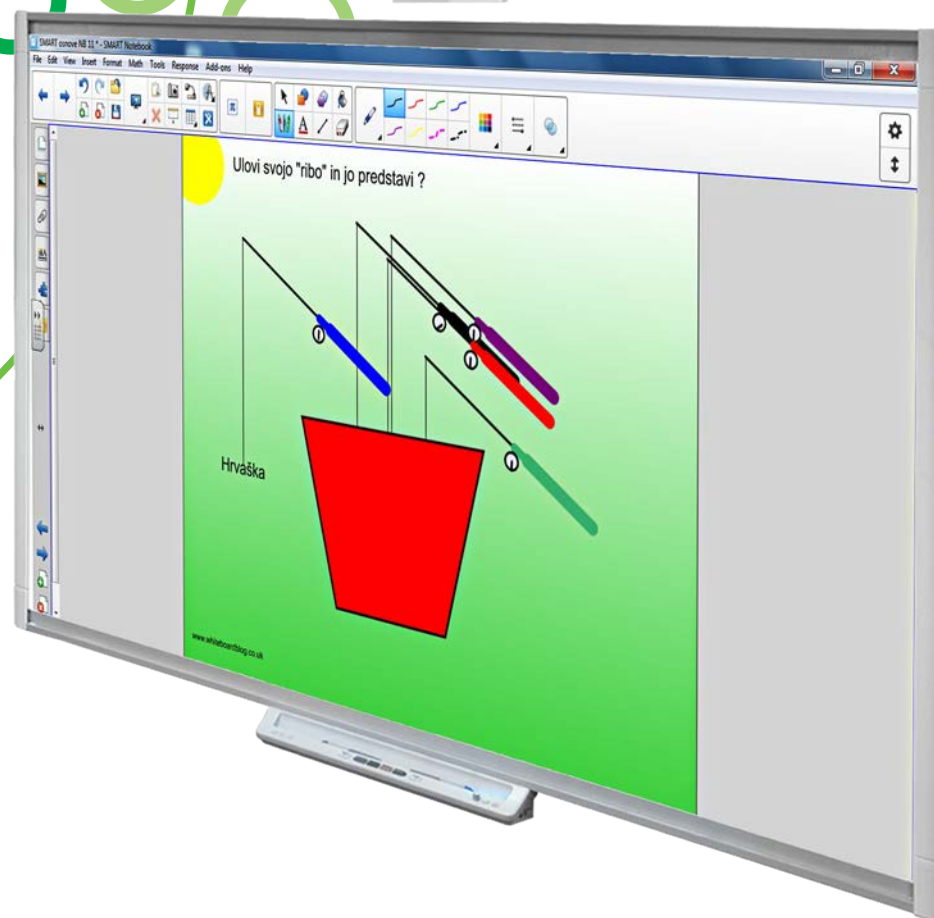 SMART osnove NB 11 * - SMART Notebook
File Edit View Insert Format Math Tools Response Add-ons Help
Ulovi svojo "ribo" in jo predstavi ?
Hrvaška
www.whiteboardblog.co.uk